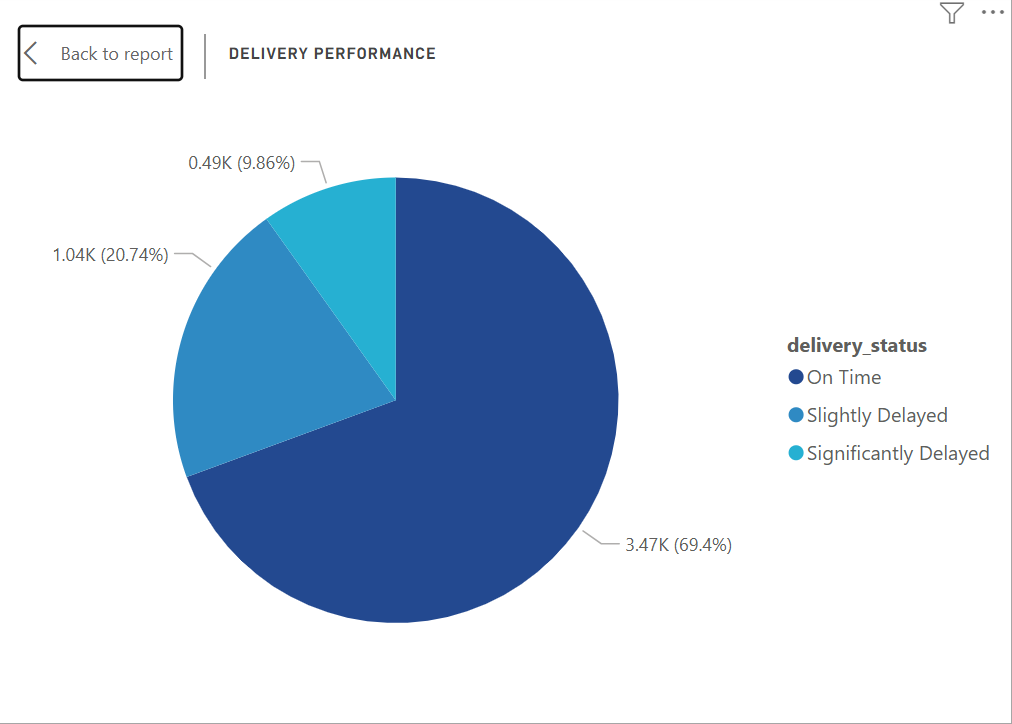 Back to report
DELIVERY PERFORMANCE
0.49K (9.86%)
1.04K (20.74%)
3.47K (69.4%)
delivery_status
On Time
Slightly Delayed
Significantly Delayed